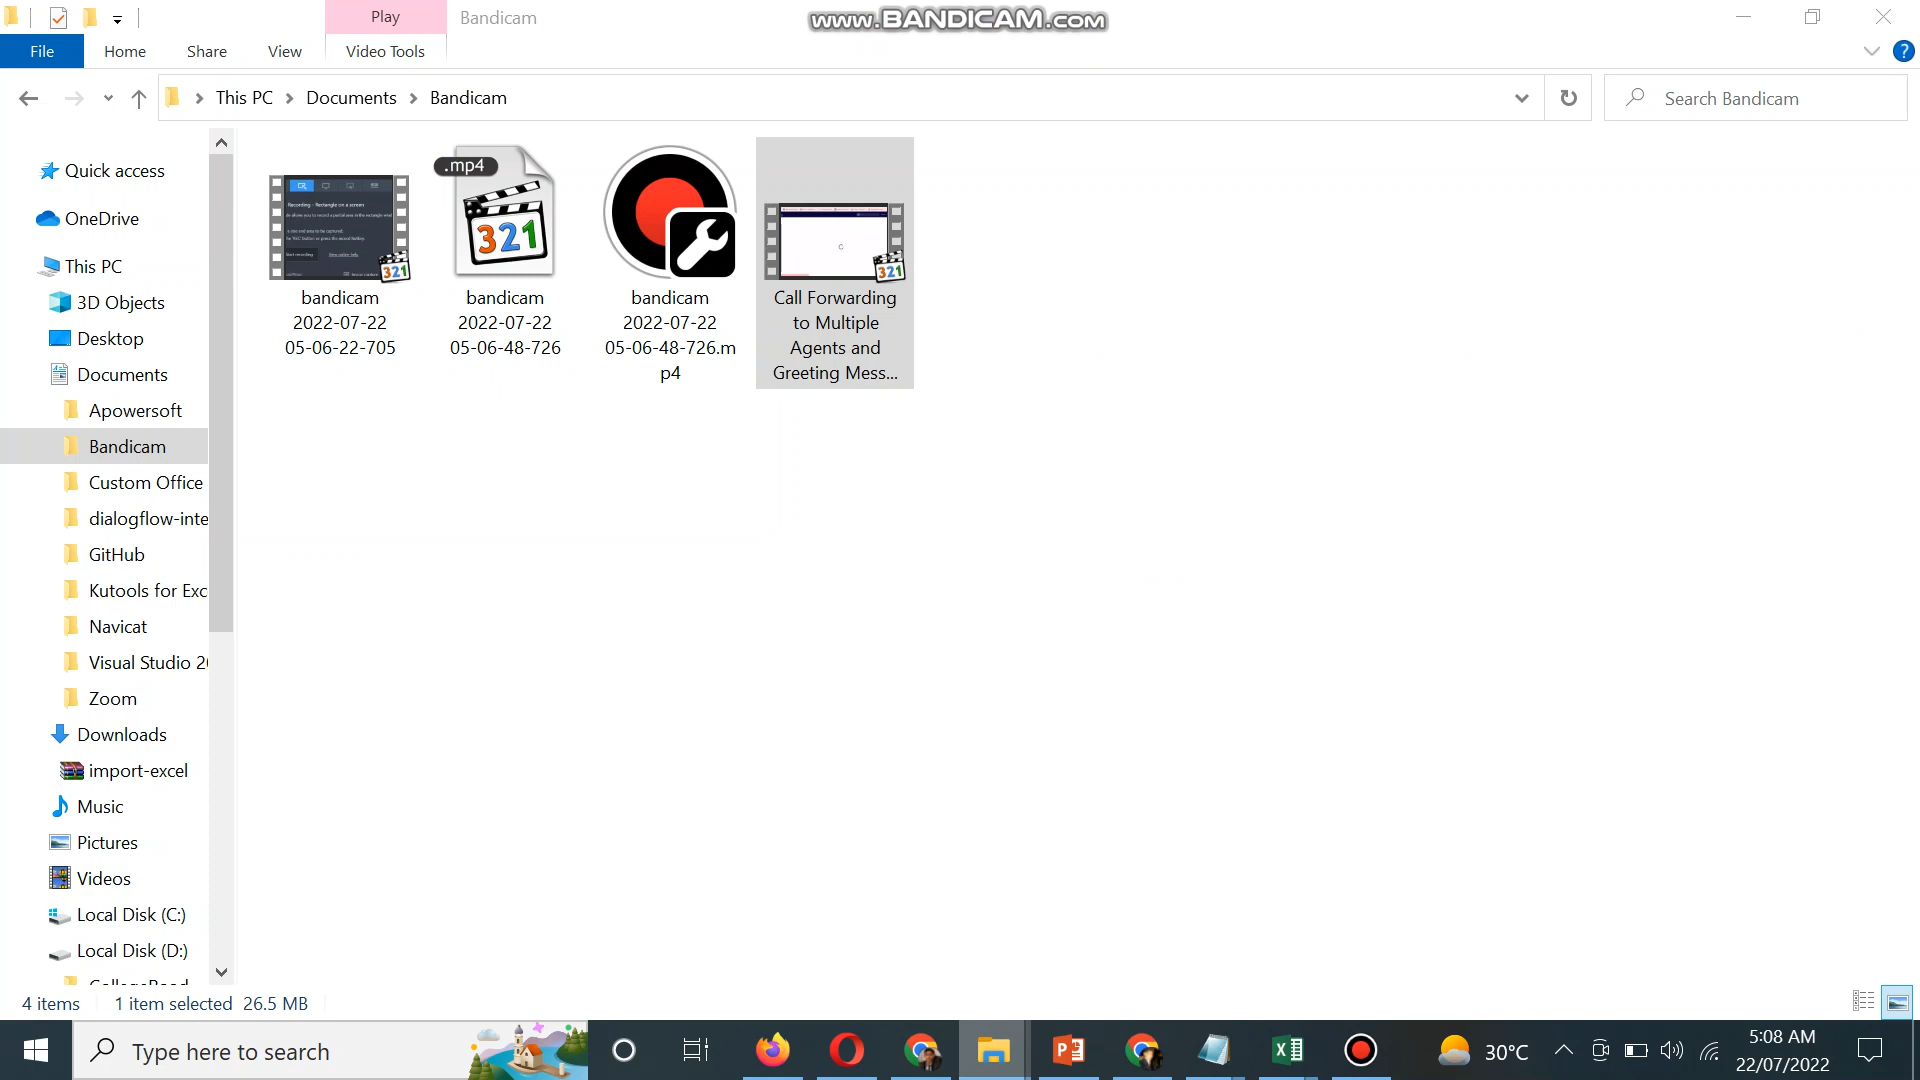 Play
Bandicam
WWW.BANDICAM.COM
File
Home
Share
View
Video Tools
?
This PC
Documents
Bandicam
Search Bandicam
Quick access
OneDrive
This PC
3D Objects
Desktop
Documents
Apowersoft
Bandicam
Custom Office
dialogflow-inte
GitHub
Kutools for Exc
Navicat
Visual Studio 20
Zoom
Downloads
import-excel
Music
Pictures
Videos
Local Disk (C:)
Local Disk (D:)
321
bandicam
2022-07-22
05-06-22-705
.mp4
321
bandicam
2022-07-22
05-06-48-726
bandicam
2022-07-22
05-06-48-726.m
p4
321
Call Forwarding
to Multiple
Agents and
Greeting Mess...
4 items
1 item selected 26.5 MB
Type here to search
30°C
5:08 AM
22/07/2022